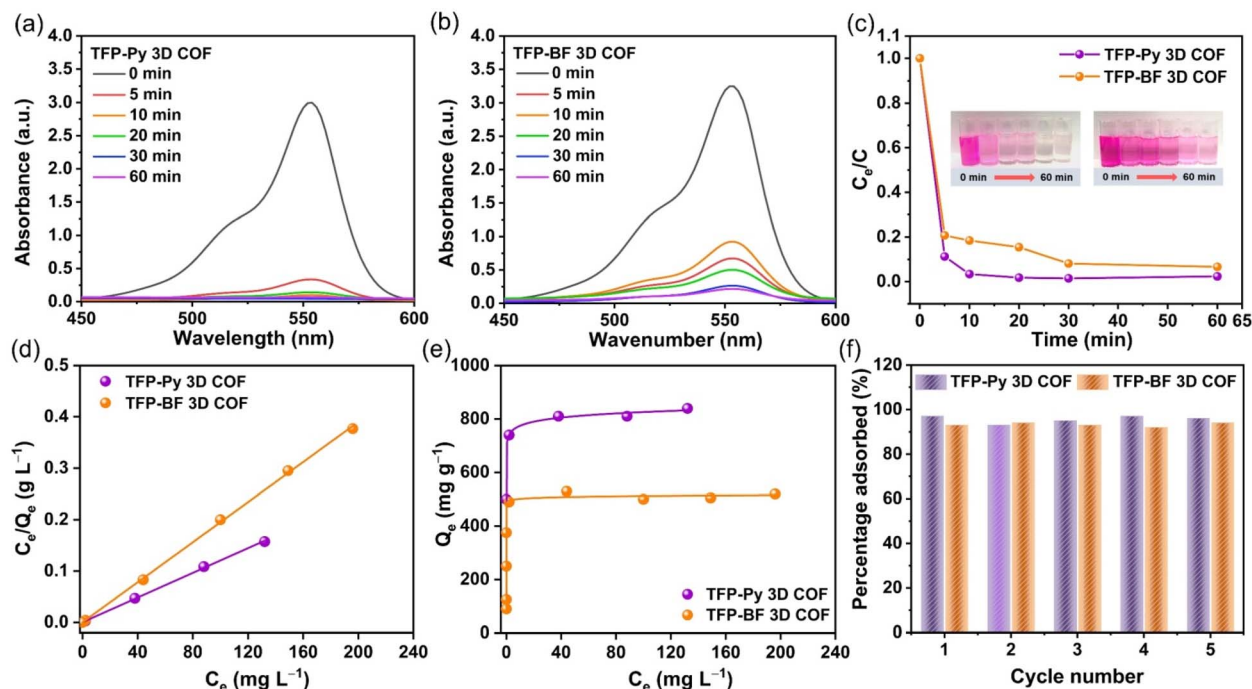 (a)
4.0
3.5
3.0
2.5
2.0
1.5
1.0
0.5
0.0
Absorbance (a.u.)
TFP-Py 3D COF
0 min
5 min
10 min
20 min
30 min
60 min
450
500
550
600
Wavelength (nm)
(b)
4.0
3.5
3.0
2.5
2.0
1.5
1.0
0.5
0.0
Absorbance (a.u.)
TFP-BF 3D COF
0 min
5 min
10 min
20 min
30 min
60 min
450
500
550
600
Wavenumber (nm)
(c)
1.1
1.0
0.8
0.6
0.4
0.2
0.0
Ce/C
TFP-Py 3D COF
TFP-BF 3D COF
0 min
60 min
0 min
60 min
0
10
20
30
40
50
60
65
Time (min)
(d)
0.5
0.4
0.3
0.2
0.1
0.0
Ce/Qe (g L−1)
TFP-Py 3D COF
TFP-BF 3D COF
0
40
80
120
160
200
240
Ce (mg L−1)
(e)
1000
800
600
400
200
0
Qe (mg g−1)
TFP-Py 3D COF
TFP-BF 3D COF
0
40
80
120
160
200
240
Ce (mg L−1)
(f)
120
100
80
60
40
20
0
Percentage adsorbed (%)
TFP-Py 3D COF
TFP-BF 3D COF
1
2
3
4
5
Cycle number